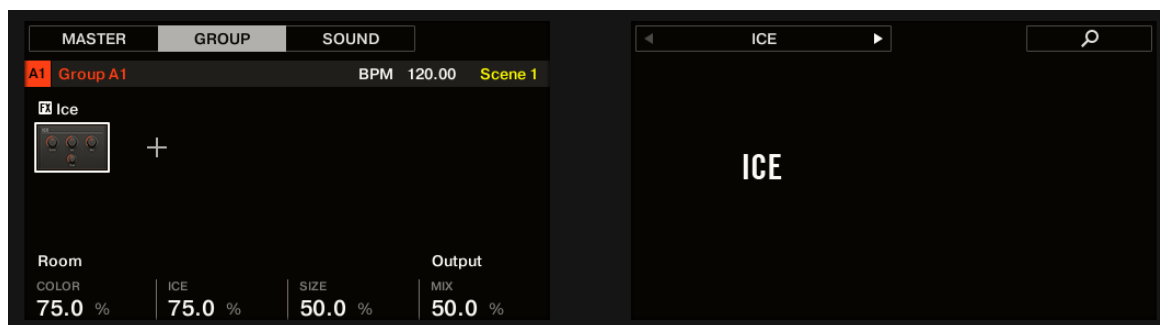 MASTER GROUP SOUND
A1 Group A1 BPM 120.00 Scene 1
FX Ice
Room Output
COLOR ICE SIZE MIX
75.0 % 75.0 % 50.0 % 50.0 %
ICE
ICE